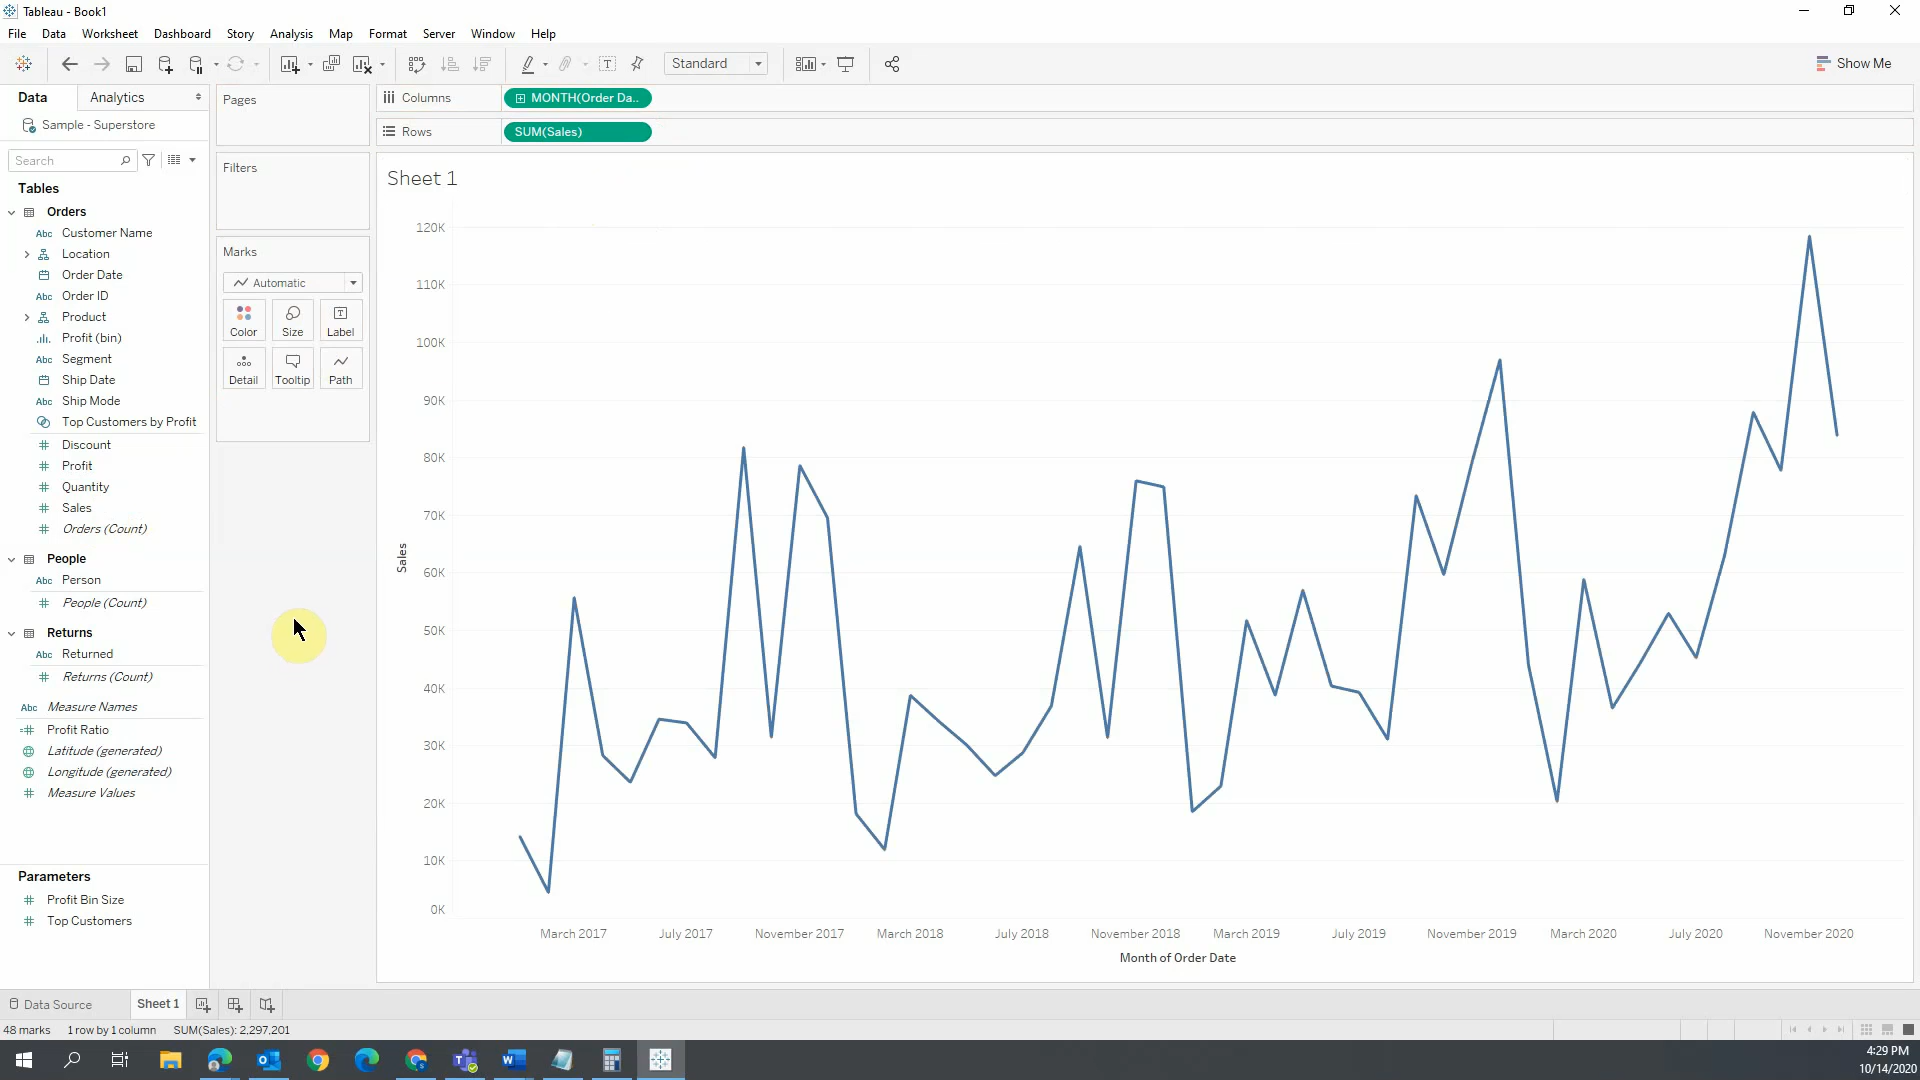 Tableau - Book1
File Data Worksheet Dashboard Story Analysis Map Format Server Window Help
Standard
Show Me
Data
Analytics
Sample - Superstore
Search
Tables
Orders
Abc Customer Name
Location
Order Date
Abc Order ID
Product
Profit (bin)
Abc Segment
Ship Date
Abc Ship Mode
Top Customers by Profit
# Discount
# Profit
# Quantity
# Sales
# Orders (Count)
People
Abc Person
# People (Count)
Returns
Abc Returned
# Returns (Count)
Abc Measure Names
=# Profit Ratio
Latitude (generated)
Longitude (generated)
# Measure Values
Parameters
# Profit Bin Size
# Top Customers
Pages
Filters
Marks
Automatic
Color Size Label
Detail Tooltip Path
Columns
MONTH(Order Da..
Rows
SUM(Sales)
Sheet 1
120K
110K
100K
90K
80K
70K
60K
50K
40K
30K
20K
10K
0K
Sales
March 2017 July 2017 November 2017 March 2018 July 2018 November 2018 March 2019 July 2019 November 2019 March 2020 July 2020 November 2020
Month of Order Date
Data Source
Sheet 1
48 marks 1 row by 1 column SUM(Sales): 2,297,201
4:29 PM
10/14/2020